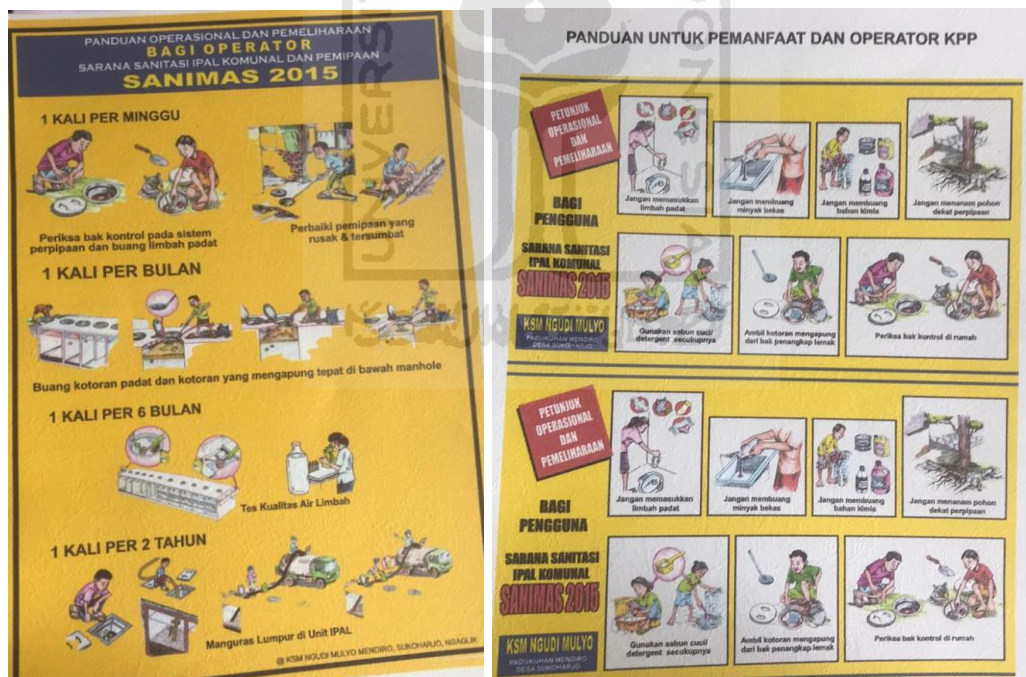 PANDUAN OPERASIONAL DAN PEMELIHARAAN
BAGI OPERATOR
SARANA SANITASI IPAL KOMUNAL DAN PEMIPAAN
SANIMAS 2015
1 KALI PER MINGGU
Periksa bak kontrol pada sistem
perpipaan dan buang limbah padat
Perbaiki pemipaan yang
rusak & tersumbat
1 KALI PER BULAN
Buang kotoran padat dan kotoran yang mengapung tepat di bawah manhole
1 KALI PER 6 BULAN
Tes Kualitas Air Limbah
1 KALI PER 2 TAHUN
Manguras Lumpur di Unit IPAL
@ KSM NGUDI MULYO MENDIRO, SUKOHARJO, NGAGLIK
PANDUAN UNTUK PEMANFAAT DAN OPERATOR KPP
PETUNJUK
OPERASIONAL
DAN
PEMELIHARAAN
BAGI
PENGGUNA
SARANA SANITASI
IPAL KOMUNAL
SANIMAS 2015
KSM NGUDI MULYO
PADUKUHAN MENDIRO
DESA SUKOHARJO
Jangan memasukkan
limbah padat
Jangan membuang
minyak bekas
Jangan membuang
bahan kimia
Jangan menanam pohon
dekat perpipaan
Gunakan sabun cuci/
detergent secukupnya
Ambil kotoran mengapung
dari bak penangkap lemak
Periksa bak kontrol di rumah
PETUNJUK
OPERASIONAL
DAN
PEMELIHARAAN
BAGI
PENGGUNA
SARANA SANITASI
IPAL KOMUNAL
SANIMAS 2015
KSM NGUDI MULYO
PADUKUHAN MENDIRO
DESA SUKOHARJO
Jangan memasukkan
limbah padat
Jangan membuang
minyak bekas
Jangan membuang
bahan kimia
Jangan menanam pohon
dekat perpipaan
Gunakan sabun cuci/
detergent secukupnya
Ambil kotoran mengapung
dari bak penangkap lemak
Periksa bak kontrol di rumah